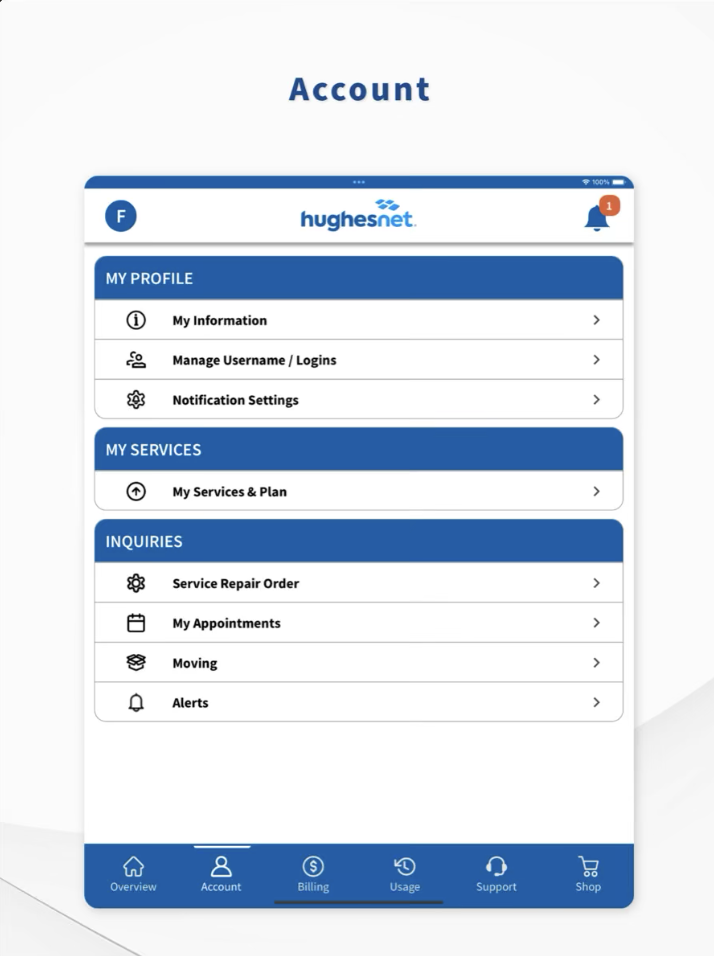 Account
100%
F
hughesnet
1
MY PROFILE
My Information
Manage Username / Logins
Notification Settings
MY SERVICES
My Services & Plan
INQUIRIES
Service Repair Order
My Appointments
Moving
Alerts
Overview Account Billing Usage Support Shop